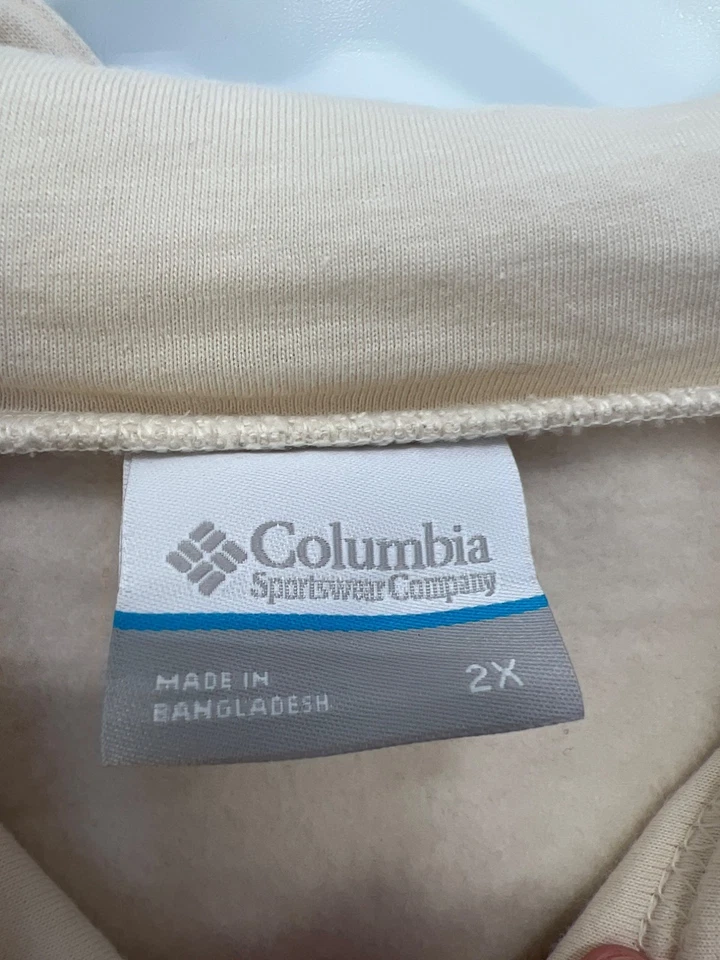 Columbia
Sportswear Company
MADE IN
BANGLADESH
2X